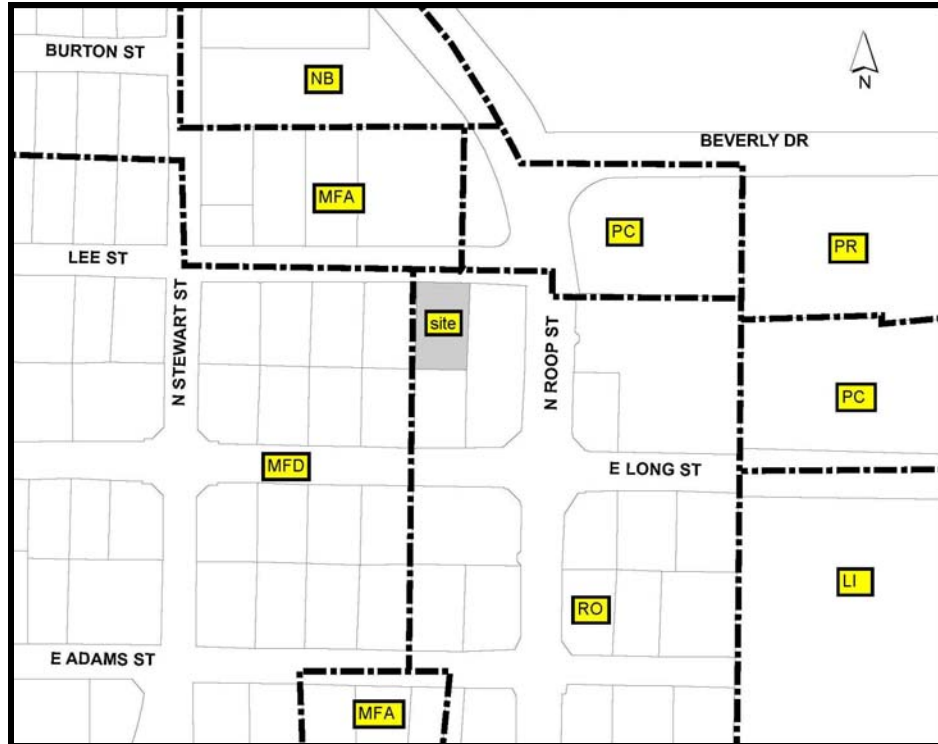 BURTON ST
NB
N
BEVERLY DR
MFA
PC
PR
LEE ST
N STEWART ST
site
N ROOP ST
PC
MFD
E LONG ST
LI
RO
E ADAMS ST
MFA